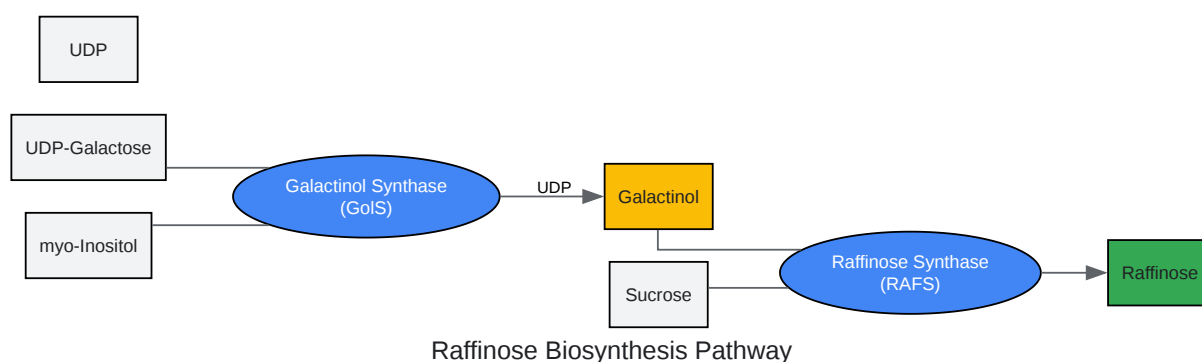 UDP
UDP-Galactose
Galactinol Synthase
(GolS)
UDP
Galactinol
myo-Inositol
Raffinose Synthase
(RAFS)
Raffinose
Sucrose
Raffinose Biosynthesis Pathway